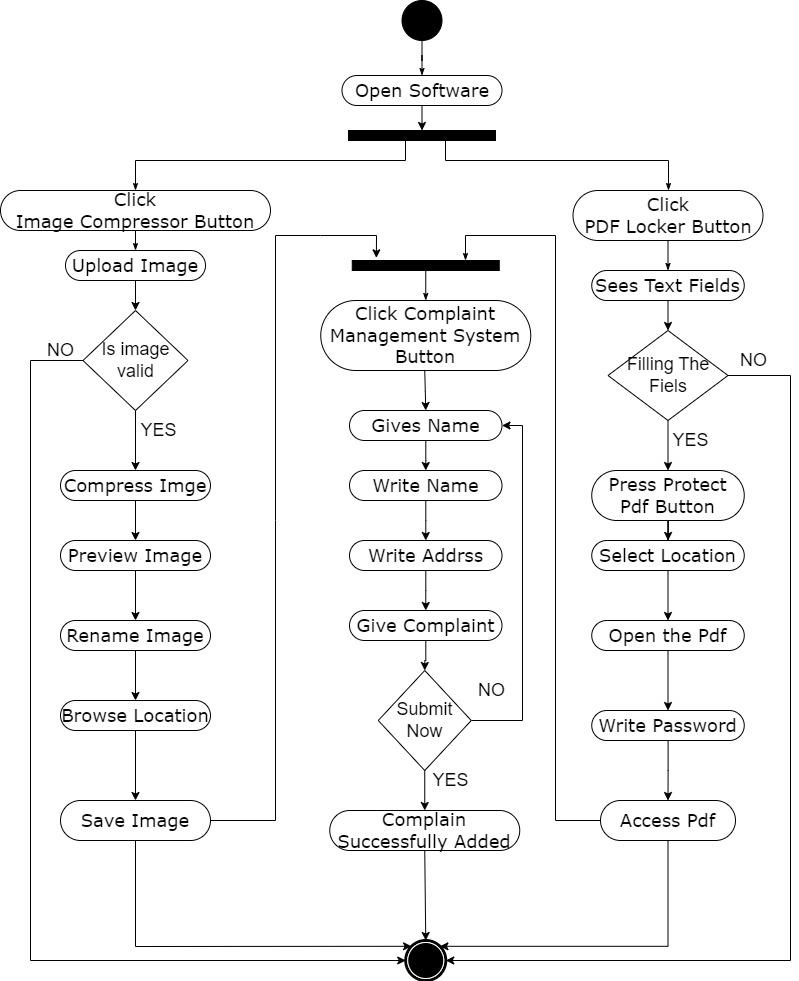 Open Software
Click
Image Compressor Button
Upload Image
Is image
valid
NO
YES
Compress Imge
Preview Image
Rename Image
Browse Location
Save Image
Click Complaint
Management System
Button
Gives Name
Write Name
Write Addrss
Give Complaint
Submit
Now
NO
YES
Complain
Successfully Added
Click
PDF Locker Button
Sees Text Fields
Filling The
Fiels
NO
YES
Press Protect
Pdf Button
Select Location
Open the Pdf
Write Password
Access Pdf